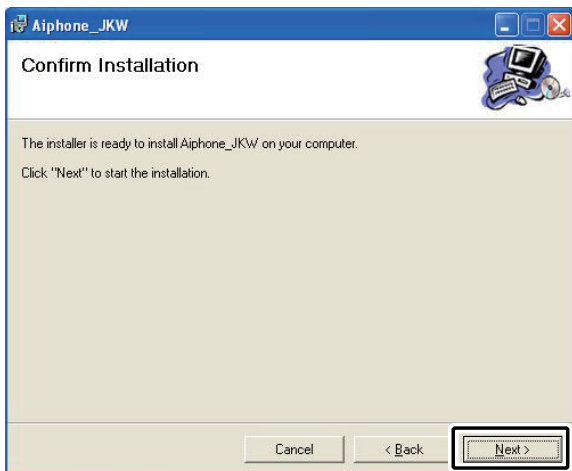 Aiphone_JKW
Confirm Installation
The installer is ready to install Aiphone_JKW on your computer.
Click "Next" to start the installation.
Cancel
< Back
Next >